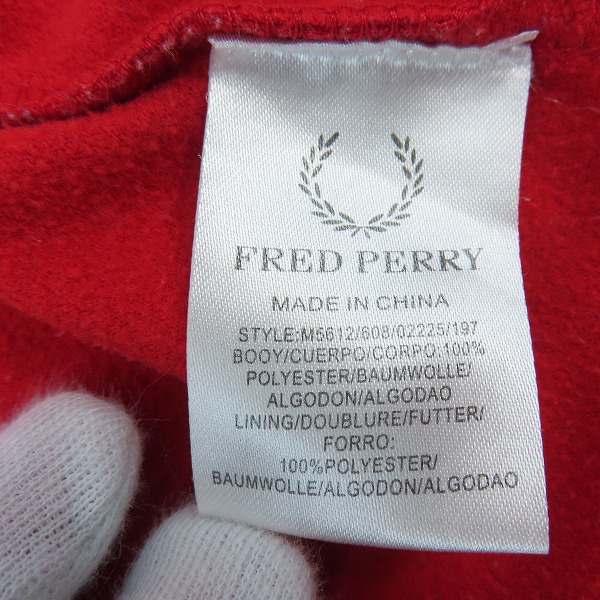 FRED PERRY
MADE IN CHINA
STYLE:M5612/608/02225/197
BOOY/CUERPO/CORPO:100%
POLYESTER/BAUMWOLLE/
ALGODON/ALGODAO
LINING/DOUBLURE/FUTTER/
FORRO:
100%POLYESTER/
BAUMWOLLE/ALGODON/ALGODAO